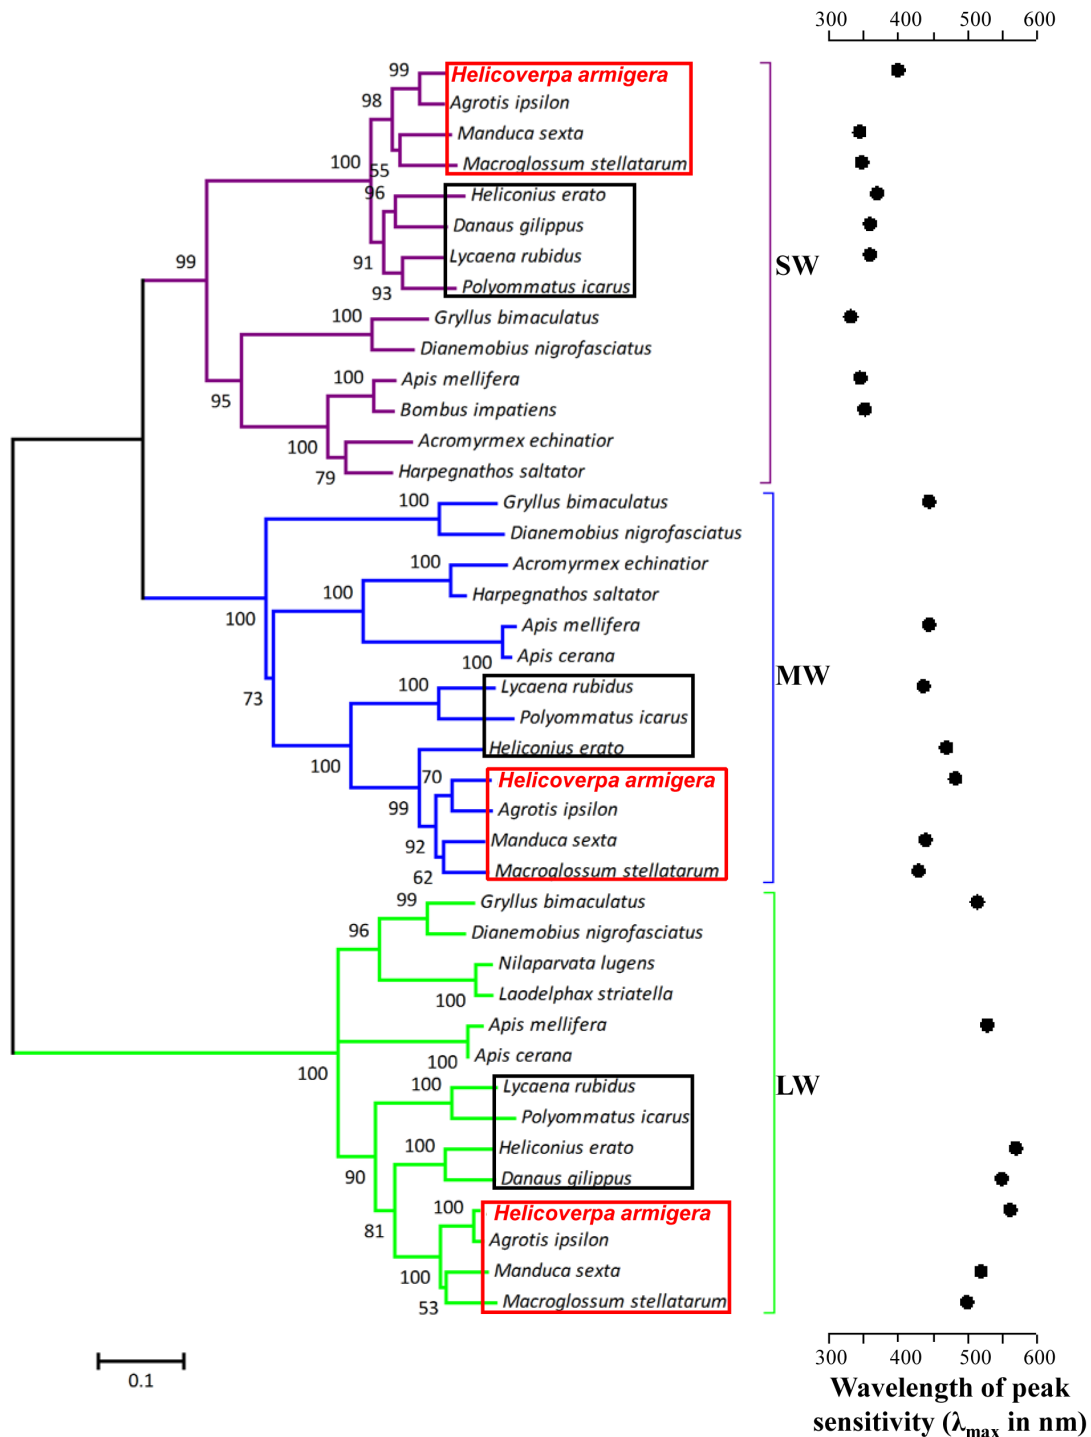 300 400 500 600
99
Helicoverpa armigera
98
Agrotis ipsilon
Manduca sexta
100
55
Macroglossum stellatarum
96
Heliconius erato
Danaus gilippus
99
91
Lycaena rubidus
SW
93
Polyommatus icarus
100
Gryllus bimaculatus
Dianemobius nigrofasciatus
100
Apis mellifera
95
Bombus impatiens
100
Acromyrmex echinatior
79
Harpegnathos saltator
100
Gryllus bimaculatus
Dianemobius nigrofasciatus
100
Acromyrmex echinatior
100
Harpegnathos saltator
100
Apis mellifera
100
Apis cerana
73
100
Lycaena rubidus
MW
Polyommatus icarus
100
Heliconius erato
70
Helicoverpa armigera
99
Agrotis ipsilon
92
Manduca sexta
62
Macroglossum stellatarum
99
Gryllus bimaculatus
96
Dianemobius nigrofasciatus
Nilaparvata lugens
100
Laodelphax striatella
Apis mellifera
100
Apis cerana
100
100
Lycaena rubidus
LW
Polyommatus icarus
100
Heliconius erato
90
Danaus gilippus
100
Helicoverpa armigera
81
Agrotis ipsilon
100
Manduca sexta
53
Macroglossum stellatarum
0.1
300 400 500 600
Wavelength of peak
sensitivity (λmax in nm)